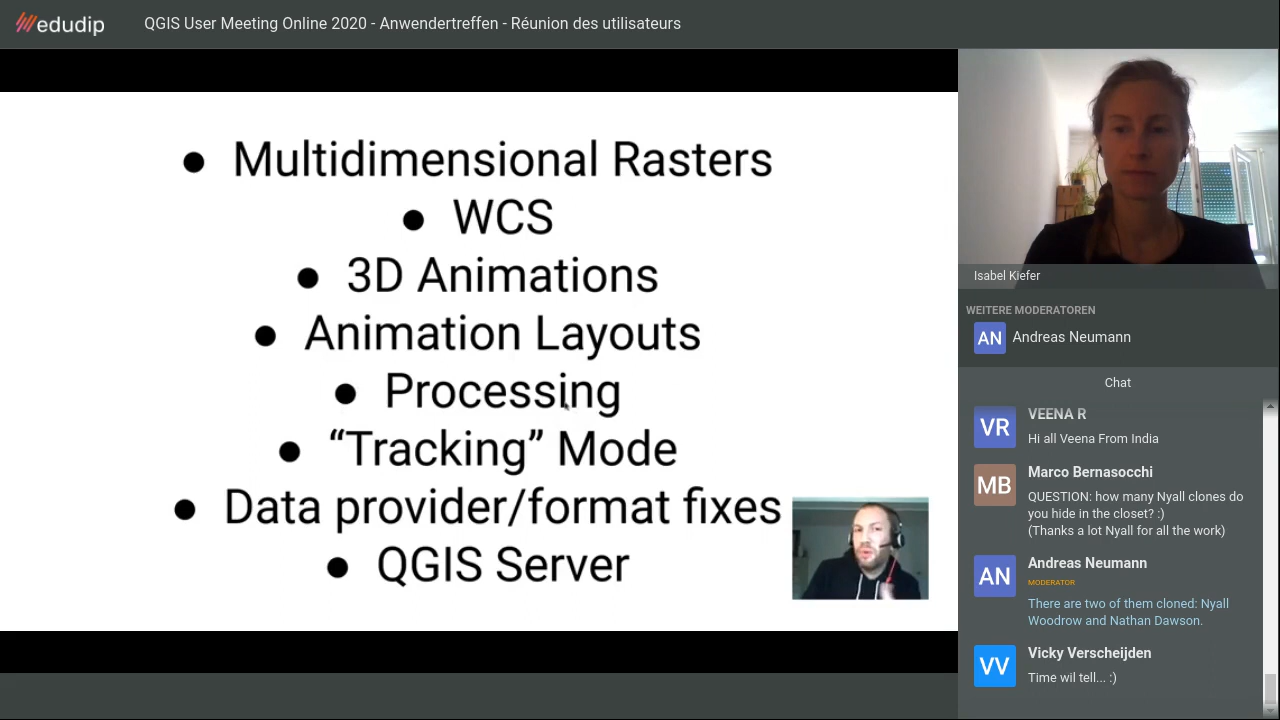 edudip
QGIS User Meeting Online 2020 - Anwendertreffen - Réunion des utilisateurs
● Multidimensional Rasters
● WCS
● 3D Animations
● Animation Layouts
● Processing
● “Tracking” Mode
● Data provider/format fixes
● QGIS Server
Isabel Kiefer
WEITERE MODERATOREN
AN Andreas Neumann
Chat
VR
VEENA R
Hi all Veena From India
MB
Marco Bernasocchi
QUESTION: how many Nyall clones do
you hide in the closet? :)
(Thanks a lot Nyall for all the work)
AN
Andreas Neumann
MODERATOR
There are two of them cloned: Nyall
Woodrow and Nathan Dawson.
VV
Vicky Verscheijden
Time wil tell... :)